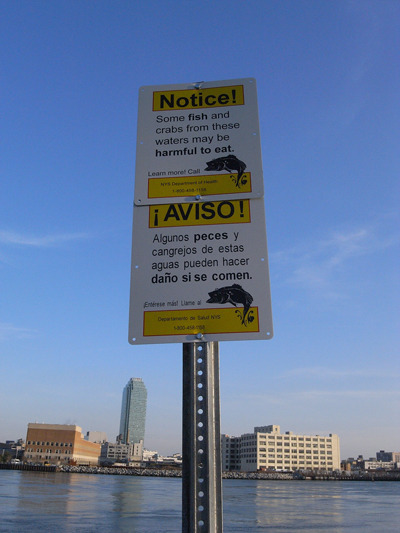 Notice!
Some fish and
crabs from these
waters may be
harmful to eat.
Learn more! Call
NYS Department of Health
¡AVISO!
Algunos peces y
cangrejos de estas
aguas pueden hacer
daño si se comen.
¡Entérese más! Llame al
Departamento de Salud NYS